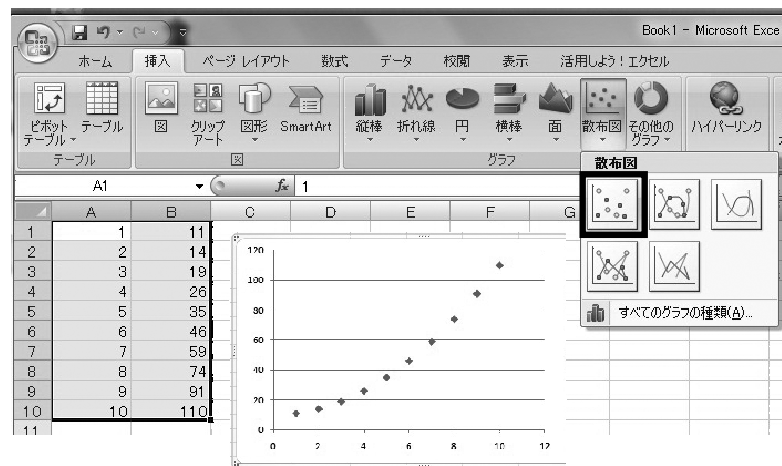 Book1 - Microsoft Exce
ホーム 挿入 ページ レイアウト 数式 データ 校閲 表示 活用しよう!エクセル
ピボットテーブル テーブル 図 クリップアート 図形 SmartArt 縦棒 折れ線 円 横棒 面 散布図 その他のグラフ ハイパーリンク
テーブル 図 グラフ
散布図
すべてのグラフの種類(A)...
A1 fx 1
A B C D E F G
1 1 11
2 2 14
3 3 19
4 4 26
5 5 35
6 6 46
7 7 59
8 8 74
9 9 91
10 10 110
11
120
100
80
60
40
20
0
0 2 4 6 8 10 12